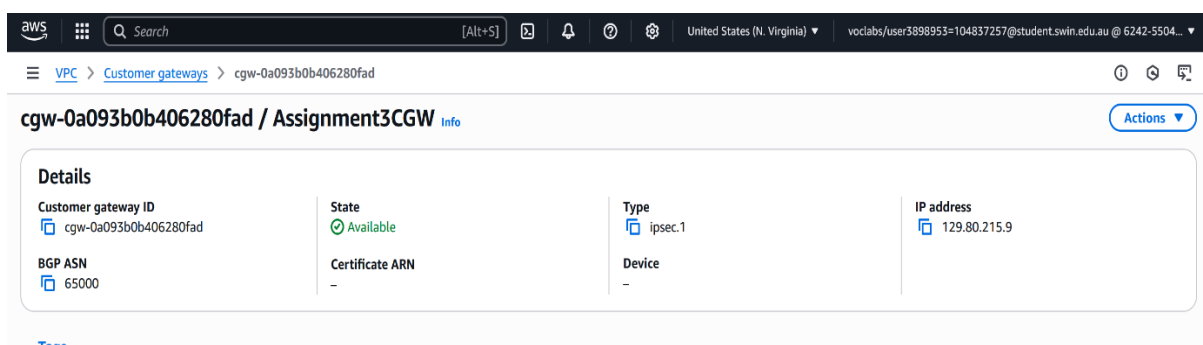 aws Search [Alt+S] United States (N. Virginia) ▼ voclabs/user3898953=104837257@student.swin.edu.au @ 6242-5504... ▼
VPC > Customer gateways > cgw-0a093b0b406280fad
cgw-0a093b0b406280fad / Assignment3CGW Info Actions ▼
Details
Customer gateway ID State Type IP address
cgw-0a093b0b406280fad Available ipsec.1 129.80.215.9
BGP ASN Certificate ARN Device
65000 – –